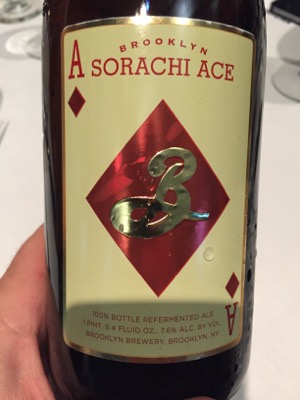 BROOKLYN
A SORACHI ACE
B
100% BOTTLE REFERMENTED ALE
1 PINT, 9.4 FLUID OZ., 7.6% ALC. BY VOL.
BROOKLYN BREWERY, BROOKLYN, NY
A